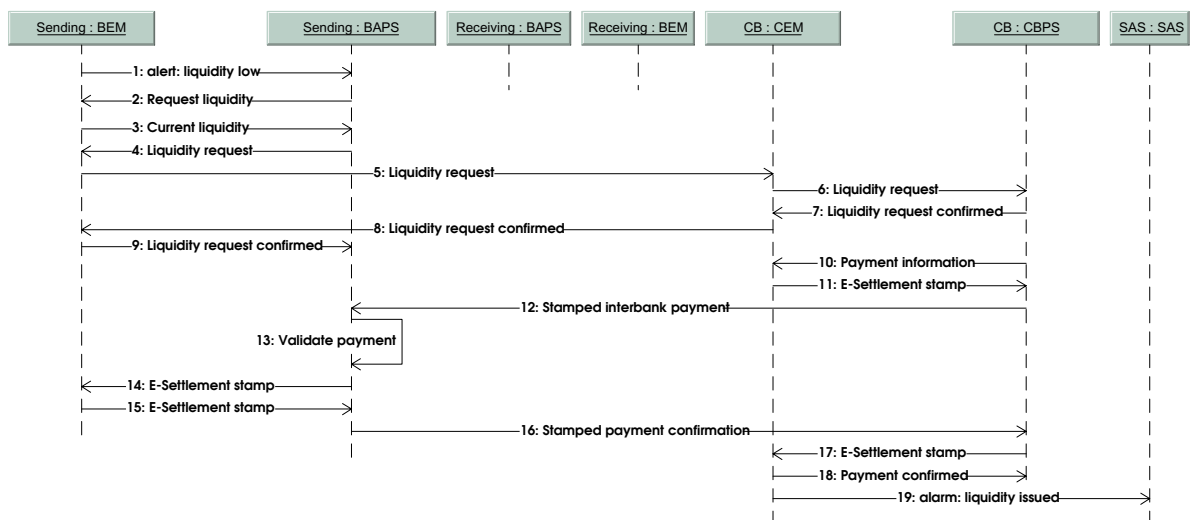 Sending : BEM
Sending : BAPS
Receiving : BAPS
Receiving : BEM
CB : CEM
CB : CBPS
SAS : SAS
1: alert: liquidity low
2: Request liquidity
3: Current liquidity
4: Liquidity request
5: Liquidity request
6: Liquidity request
7: Liquidity request confirmed
8: Liquidity request confirmed
9: Liquidity request confirmed
10: Payment information
11: E-Settlement stamp
12: Stamped interbank payment
13: Validate payment
14: E-Settlement stamp
15: E-Settlement stamp
16: Stamped payment confirmation
17: E-Settlement stamp
18: Payment confirmed
19: alarm: liquidity issued